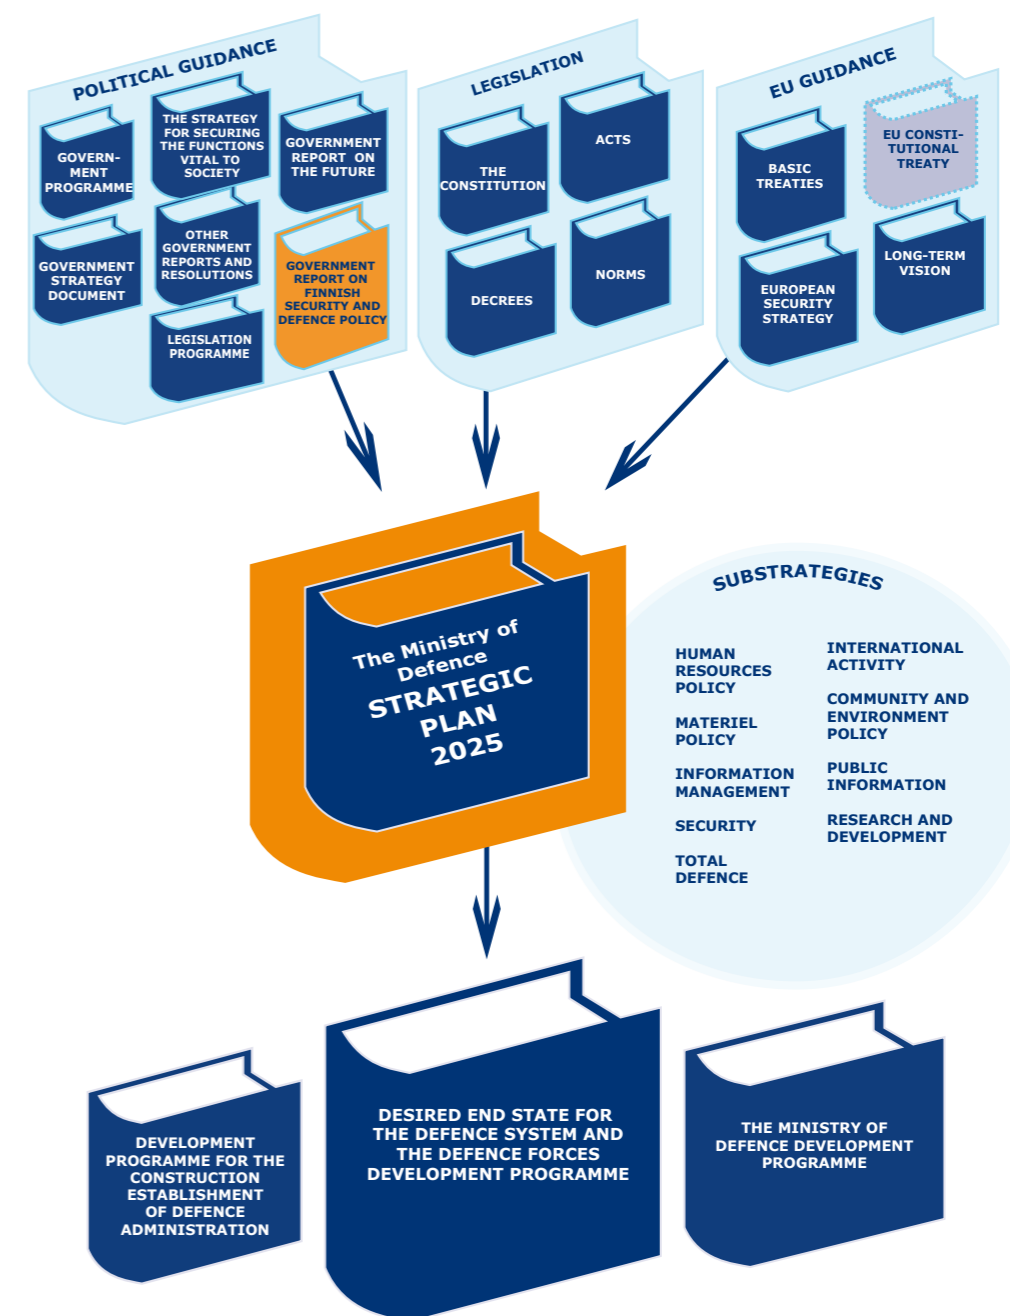 POLITICAL GUIDANCE
GOVERN-
MENT
PROGRAMME
THE STRATEGY
FOR SECURING
THE FUNCTIONS
VITAL TO
SOCIETY
GOVERNMENT
REPORT ON
THE FUTURE
GOVERNMENT
STRATEGY
DOCUMENT
OTHER
GOVERNMENT
REPORTS AND
RESOLUTIONS
GOVERNMENT
REPORT ON
FINNISH
SECURITY AND
DEFENCE POLICY
LEGISLATION
PROGRAMME
LEGISLATION
THE
CONSTITUTION
ACTS
DECREES
NORMS
EU GUIDANCE
BASIC
TREATIES
EU CONSTI-
TUTIONAL
TREATY
EUROPEAN
SECURITY
STRATEGY
LONG-TERM
VISION
The Ministry of
Defence
STRATEGIC
PLAN
2025
SUBSTRATEGIES
HUMAN
RESOURCES
POLICY
MATERIEL
POLICY
INFORMATION
MANAGEMENT
SECURITY
TOTAL
DEFENCE
INTERNATIONAL
ACTIVITY
COMMUNITY AND
ENVIRONMENT
POLICY
PUBLIC
INFORMATION
RESEARCH AND
DEVELOPMENT
DEVELOPMENT
PROGRAMME FOR THE
CONSTRUCTION
ESTABLISHMENT
OF DEFENCE
ADMINISTRATION
DESIRED END STATE FOR
THE DEFENCE SYSTEM AND
THE DEFENCE FORCES
DEVELOPMENT PROGRAMME
THE MINISTRY OF
DEFENCE DEVELOPMENT
PROGRAMME